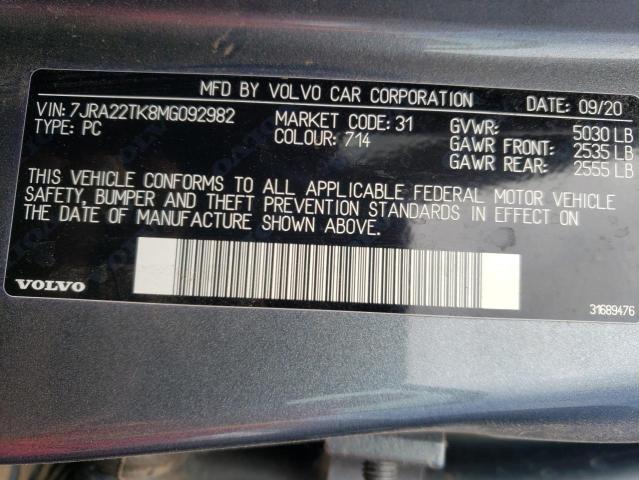 MFD BY VOLVO CAR CORPORATION DATE: 09/20
VIN: 7JRA22TK8MG092982 MARKET CODE: 31 GVWR: 5030 LB
TYPE: PC COLOUR: 714 GAWR FRONT: 2535 LB
GAWR REAR: 2555 LB
THIS VEHICLE CONFORMS TO ALL APPLICABLE FEDERAL MOTOR VEHICLE
SAFETY, BUMPER AND THEFT PREVENTION STANDARDS IN EFFECT ON
THE DATE OF MANUFACTURE SHOWN ABOVE.
VOLVO
31689476